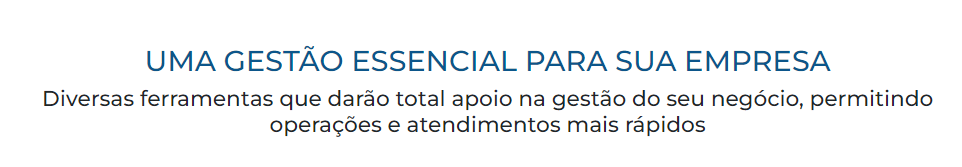 UMA GESTÃO ESSENCIAL PARA SUA EMPRESA
Diversas ferramentas que darão total apoio na gestão do seu negócio, permitindo
operações e atendimentos mais rápidos